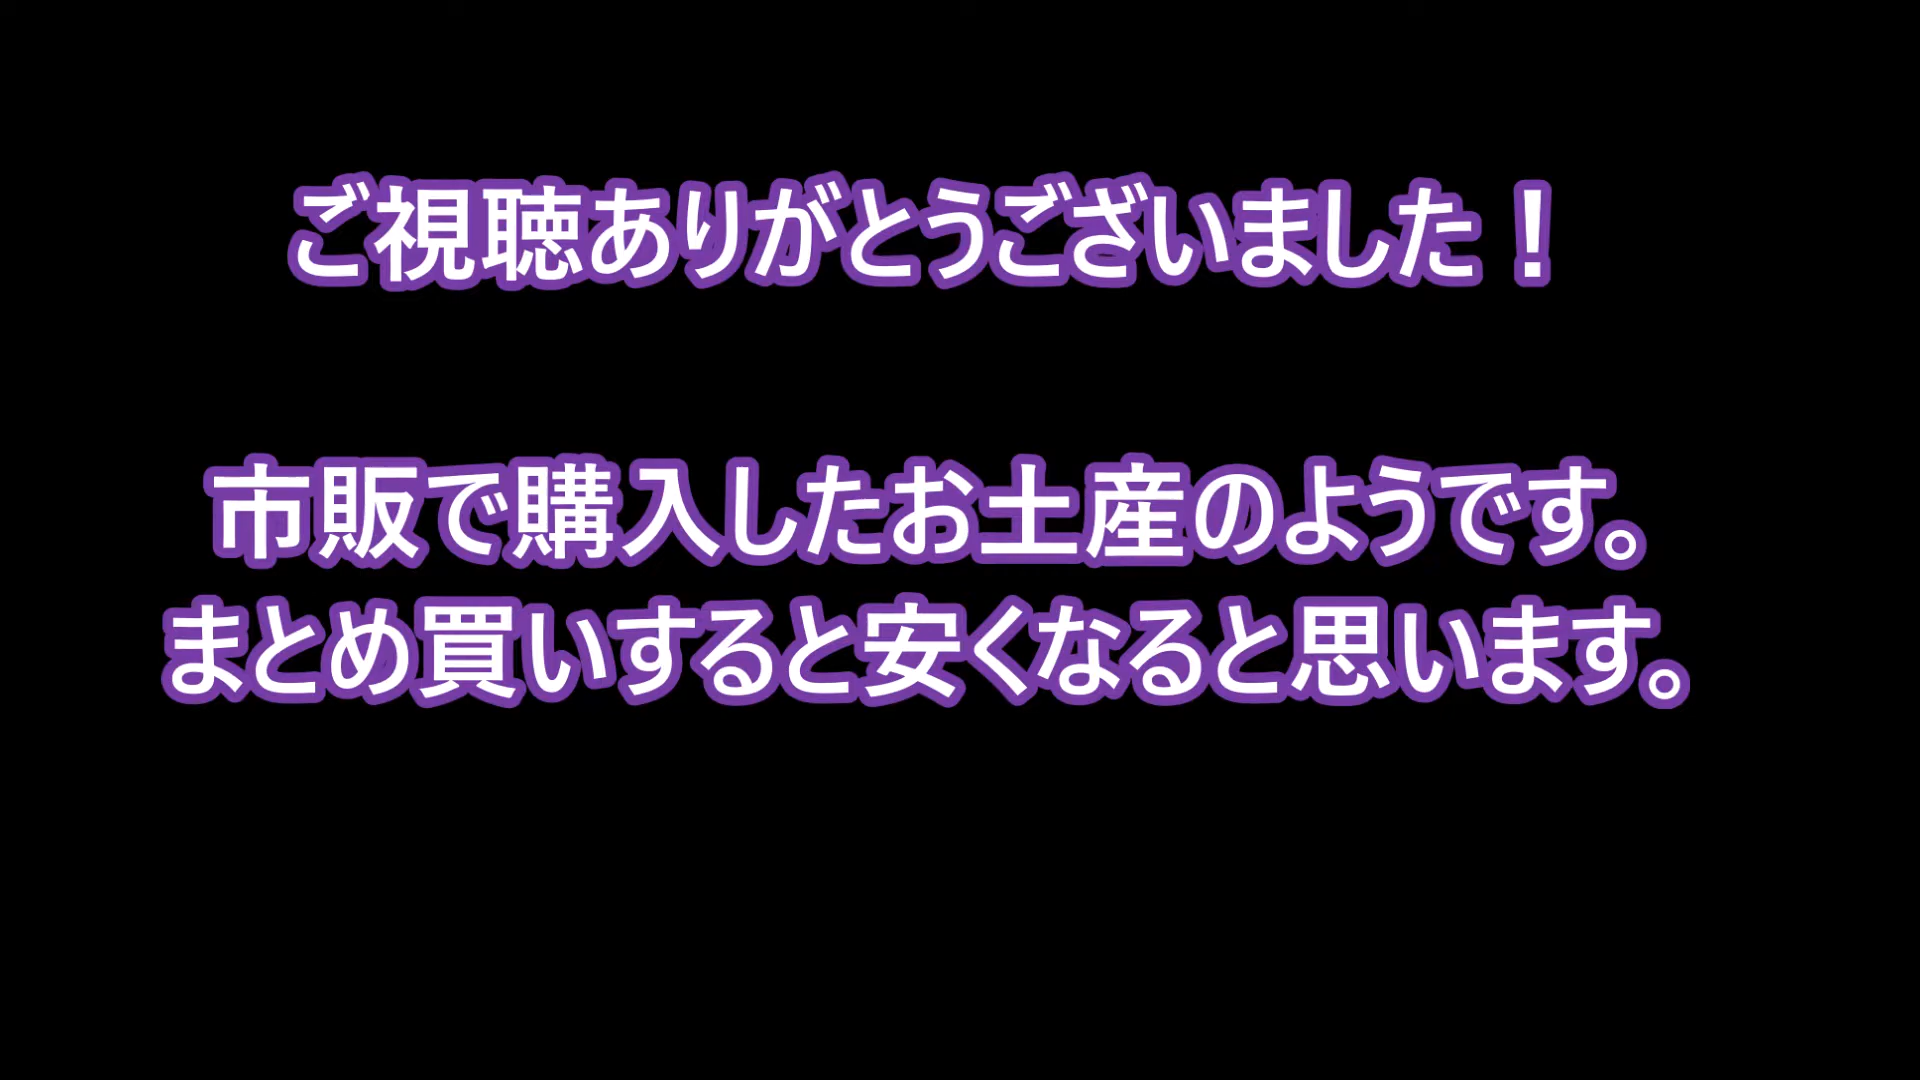 ご視聴ありがとうございました！
市販で購入したお土産のようです。
まとめ買いすると安くなると思います。